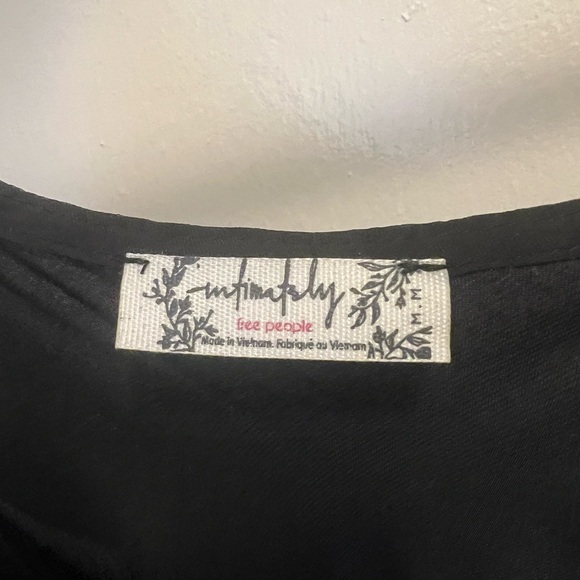 intimately
free people
Made in Vietnam. Fabriqué au Vietnam
M. M